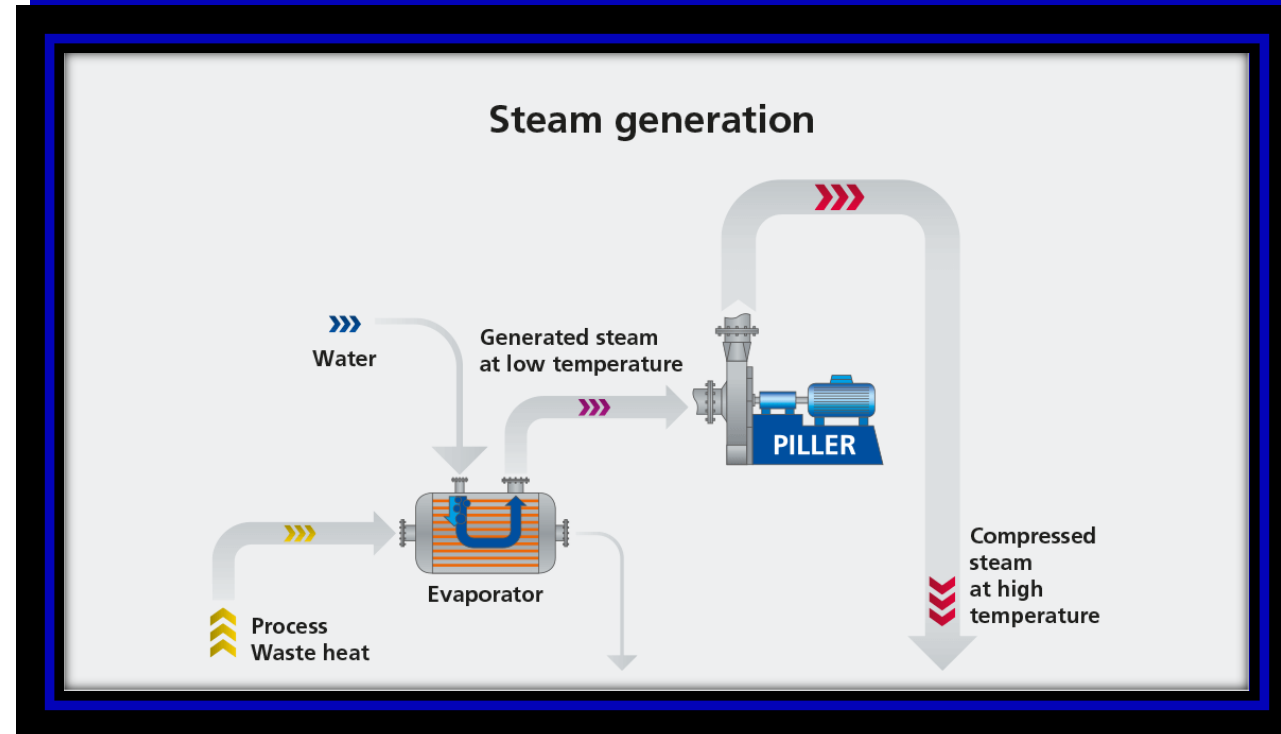 Steam generation
Water
Generated steam
at low temperature
PILLER
Evaporator
Process
Waste heat
Compressed
steam
at high
temperature